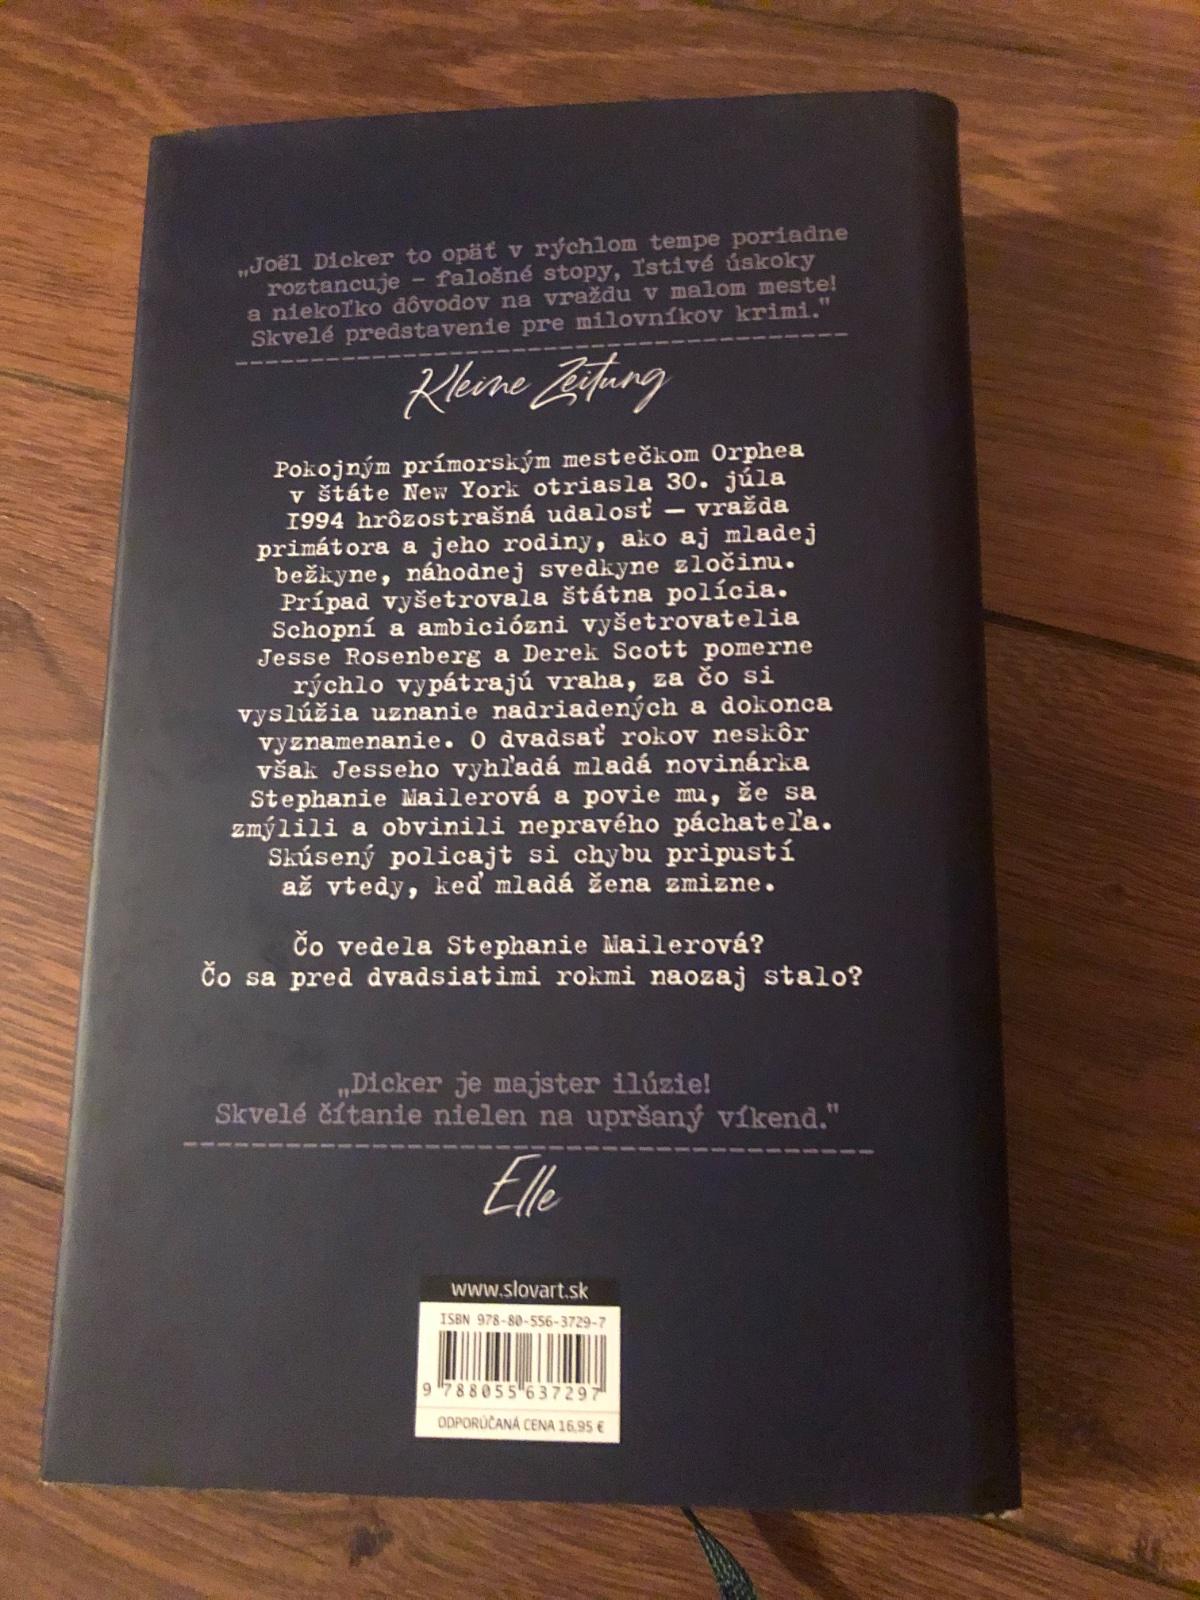 „Joël Dicker to opäť v rýchlom tempe poriadne
roztancuje – falošné stopy, ľstivé úskoky
a niekoľko dôvodov na vraždu v malom meste!
Skvelé predstavenie pre milovníkov krimi."
Kleine Zeitung
Pokojným prímorským mestečkom Orphea
v štáte New York otriasla 30. júla
1994 hrôzostrašná udalosť — vražda
primátora a jeho rodiny, ako aj mladej
bežkyne, náhodnej svedkyne zločinu.
Prípad vyšetrovala štátna polícia.
Schopní a ambiciózni vyšetrovatelia
Jesse Rosenberg a Derek Scott pomerne
rýchlo vypátrajú vraha, za čo si
vyslúžia uznanie nadriadených a dokonca
vyznamenanie. O dvadsať rokov neskôr
však Jesseho vyhľadá mladá novinárka
Stephanie Mailerová a povie mu, že sa
zmýlili a obvinili nepravého páchateľa.
Skúsený policajt si chybu pripustí
až vtedy, keď mladá žena zmizne.
Čo vedela Stephanie Mailerová?
Čo sa pred dvadsiatimi rokmi naozaj stalo?
„Dicker je majster ilúzie!
Skvelé čítanie nielen na upršaný víkend."
Elle
www.slovart.sk
ISBN 978-80-556-3729-7
9 788055 637297
ODPORÚČANÁ CENA 16,95 €